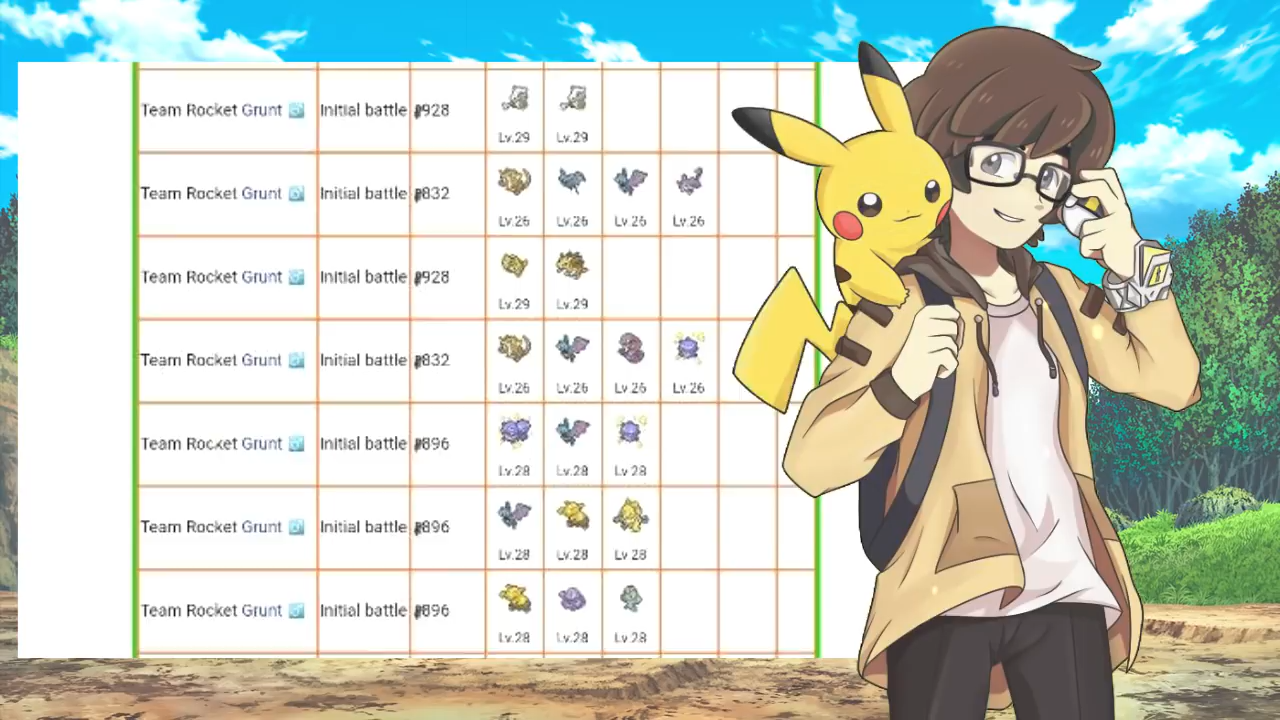 Team Rocket Grunt Initial battle 928
Lv.29 Lv.29
Team Rocket Grunt Initial battle 832
Lv.26 Lv.26 Lv.26 Lv.26
Team Rocket Grunt Initial battle 928
Lv.29 Lv.29
Team Rocket Grunt Initial battle 832
Lv.26 Lv.26 Lv.26 Lv.26
Team Rocket Grunt Initial battle 896
Lv.28 Lv.28 Lv 28
Team Rocket Grunt Initial battle 896
Lv.28 Lv.28 Lv 28
Team Rocket Grunt Initial battle 896
Lv.28 Lv.28 Lv.28